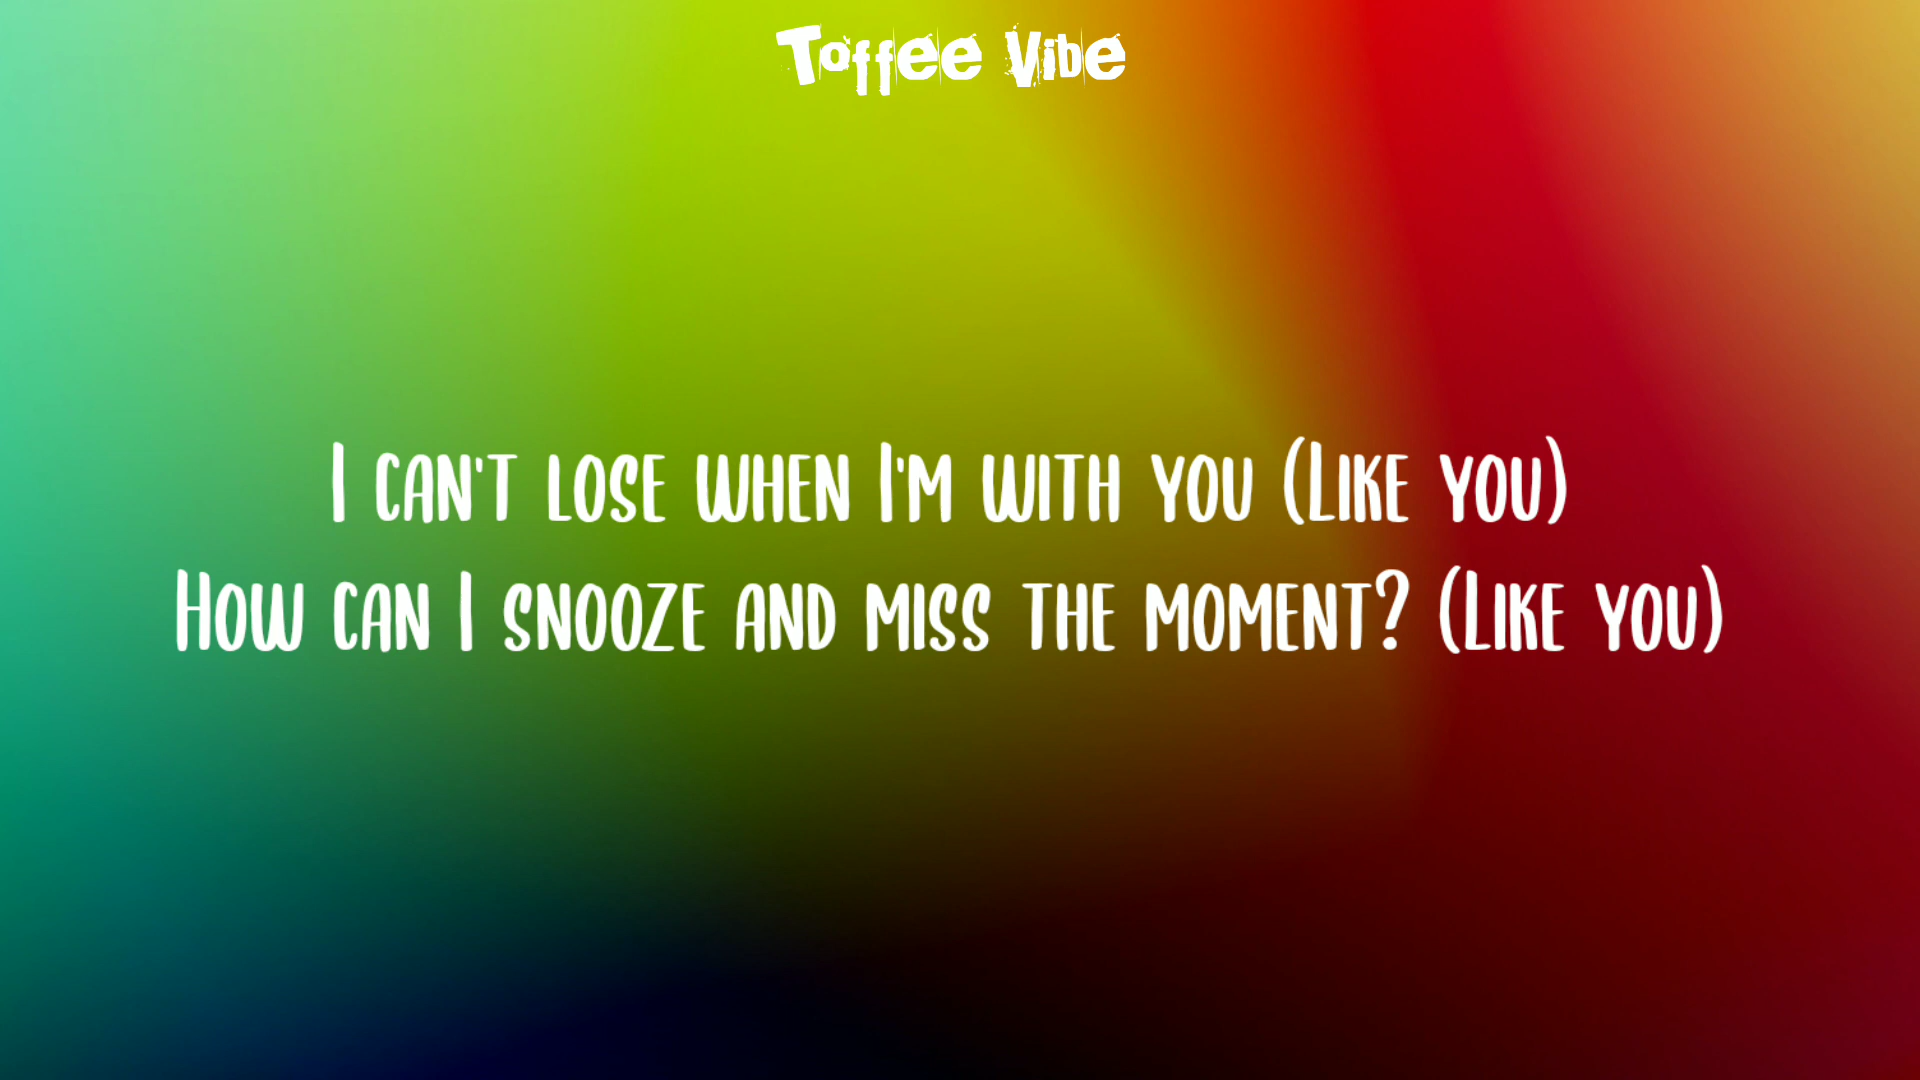 Toffee Vibe
I can't lose when I'm with you (Like you)
How can I snooze and miss the moment? (Like you)